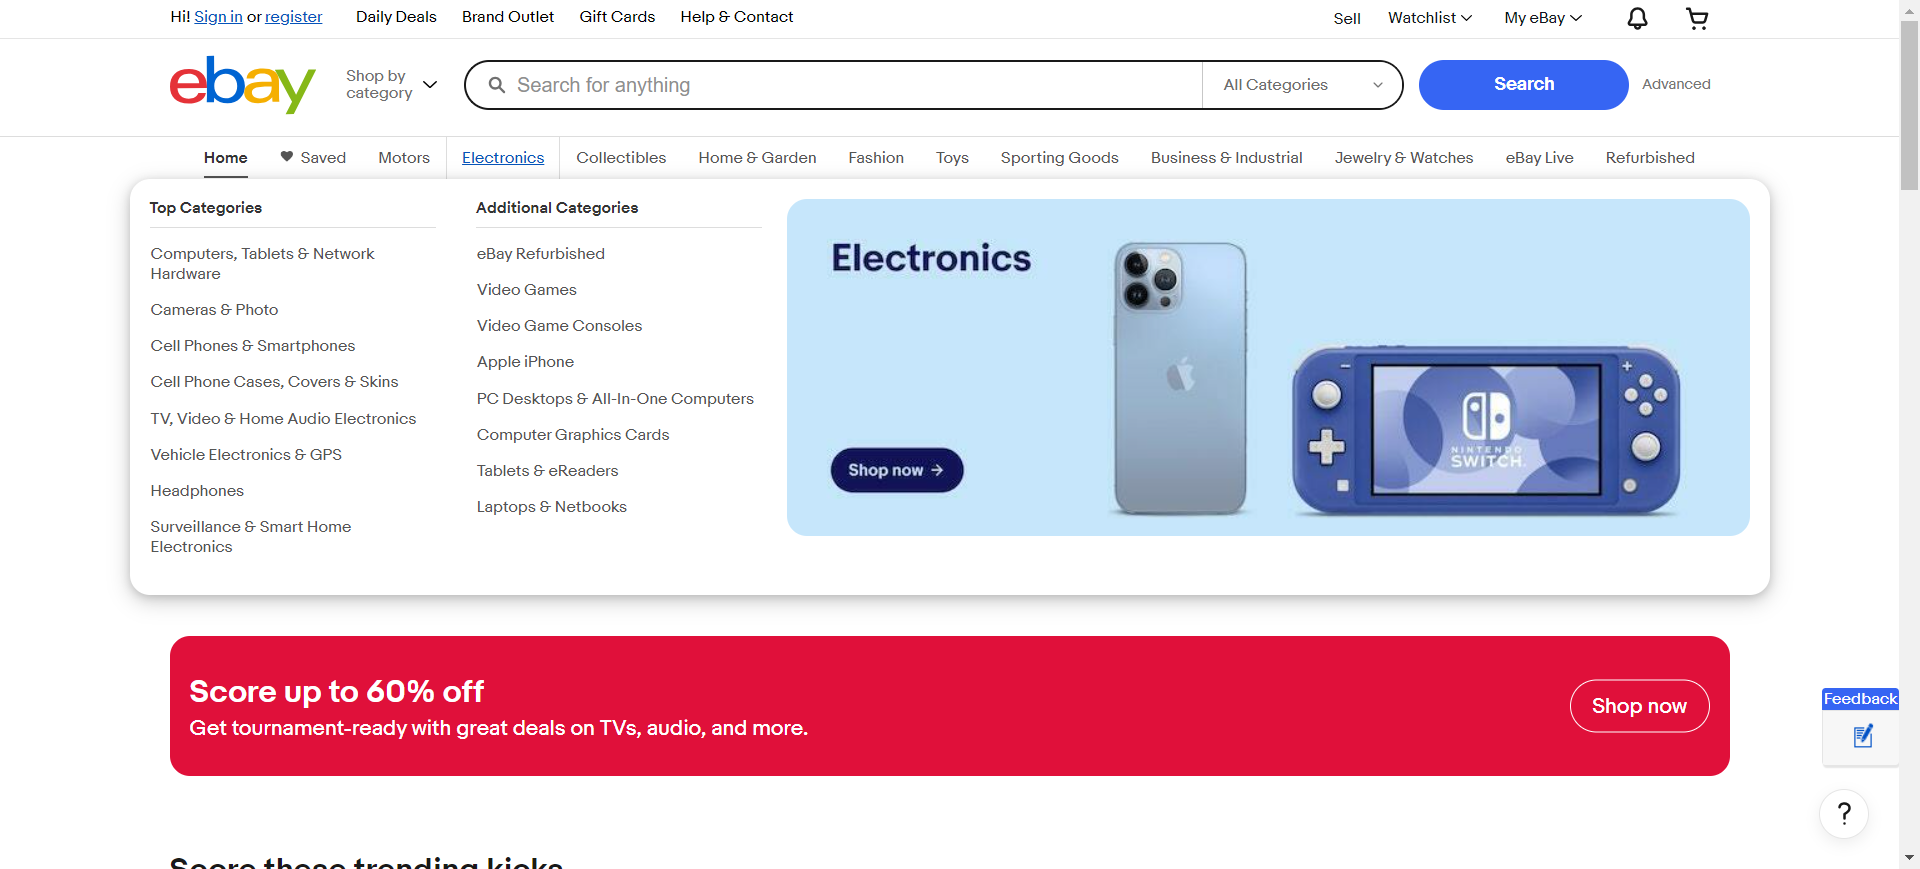 Hi! Sign in or register
Daily Deals
Brand Outlet
Gift Cards
Help & Contact
Sell
Watchlist
My eBay
ebay
Shop by
category
Search for anything
All Categories
Search
Advanced
Home
Saved
Motors
Electronics
Collectibles
Home & Garden
Fashion
Toys
Sporting Goods
Business & Industrial
Jewelry & Watches
eBay Live
Refurbished
Top Categories
Computers, Tablets & Network
Hardware
Cameras & Photo
Cell Phones & Smartphones
Cell Phone Cases, Covers & Skins
TV, Video & Home Audio Electronics
Vehicle Electronics & GPS
Headphones
Surveillance & Smart Home
Electronics
Additional Categories
eBay Refurbished
Video Games
Video Game Consoles
Apple iPhone
PC Desktops & All-In-One Computers
Computer Graphics Cards
Tablets & eReaders
Laptops & Netbooks
Electronics
Shop now →
NINTENDO
SWITCH.
Score up to 60% off
Get tournament-ready with great deals on TVs, audio, and more.
Shop now
Feedback
?
Score these trending kicks